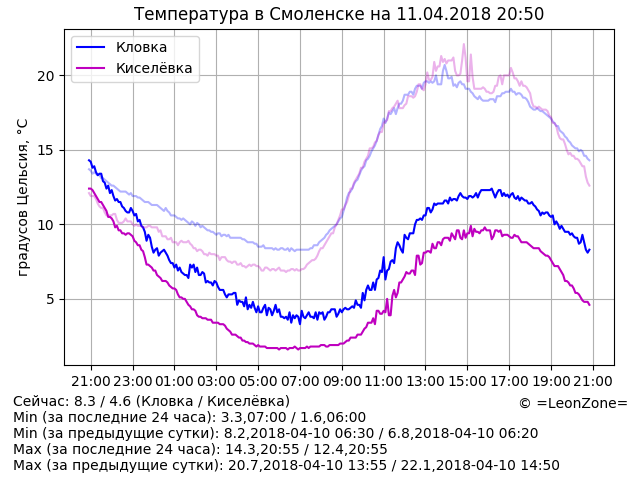 Температура в Смоленске на 11.04.2018 20:50
Кловка
Киселёвка
градусов Цельсия, °C
20
15
10
5
21:00 23:00 01:00 03:00 05:00 07:00 09:00 11:00 13:00 15:00 17:00 19:00 21:00
Сейчас: 8.3 / 4.6 (Кловка / Киселёвка)
© =LeonZone=
Min (за последние 24 часа): 3.3,07:00 / 1.6,06:00
Min (за предыдущие сутки): 8.2,2018-04-10 06:30 / 6.8,2018-04-10 06:20
Max (за последние 24 часа): 14.3,20:55 / 12.4,20:55
Max (за предыдущие сутки): 20.7,2018-04-10 13:55 / 22.1,2018-04-10 14:50